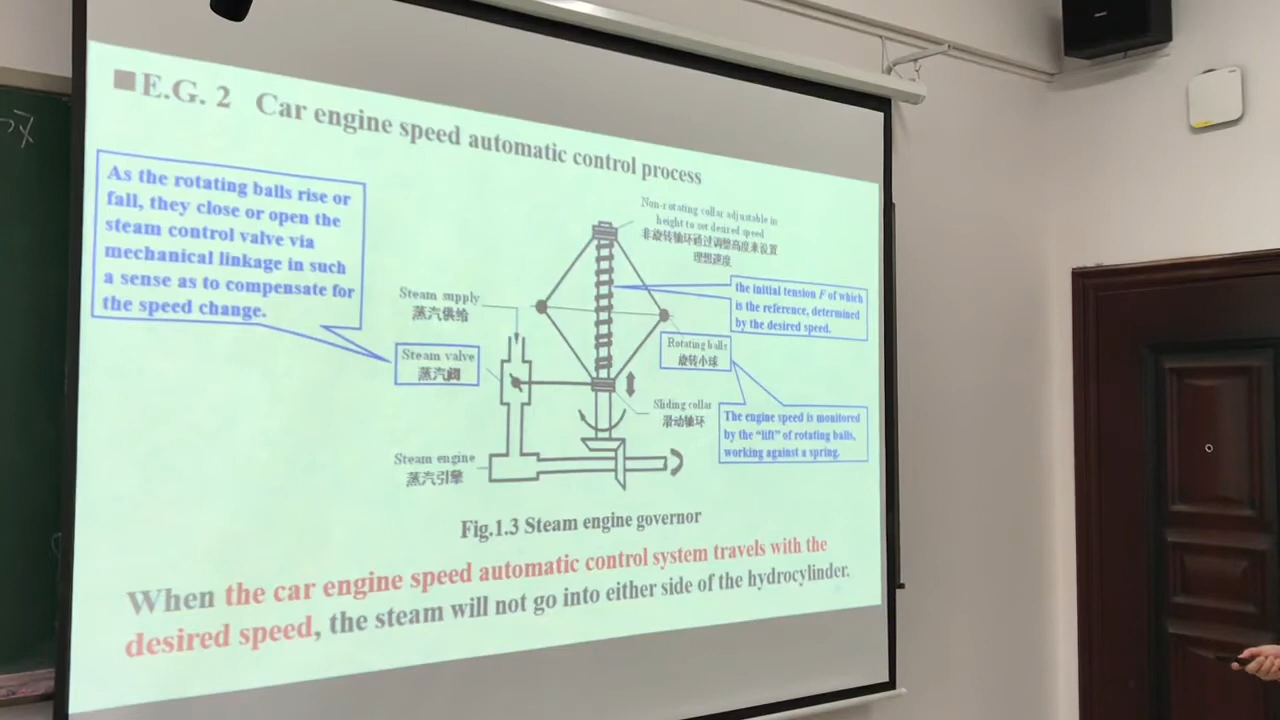 ■E.G. 2 Car engine speed automatic control process
As the rotating balls rise or
fall, they close or open the
steam control valve via
mechanical linkage in such
a sense as to compensate for
the speed change.
Non-rotating collar adjustable in
height to set desired speed
非旋转轴环通过调整高度来设置
理想速度
the initial tension F of which
is the reference, determined
by the desired speed.
Steam supply
蒸汽供给
Rotating balls
旋转小球
Steam valve
蒸汽阀
Sliding collar
滑动轴环
The engine speed is monitored
by the “lift” of rotating balls,
working against a spring.
Steam engine
蒸汽引擎
Fig.1.3 Steam engine governor
When the car engine speed automatic control system travels with the
desired speed, the steam will not go into either side of the hydrocylinder.